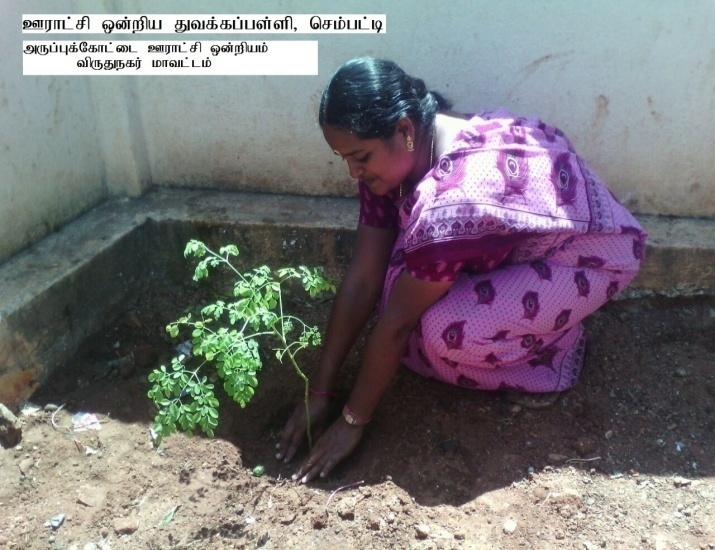 ஊராட்சி ஒன்றிய துவக்கப்பள்ளி, செம்பட்டி
அருப்புக்கோட்டை ஊராட்சி ஒன்றியம்
விருதுநகர் மாவட்டம்